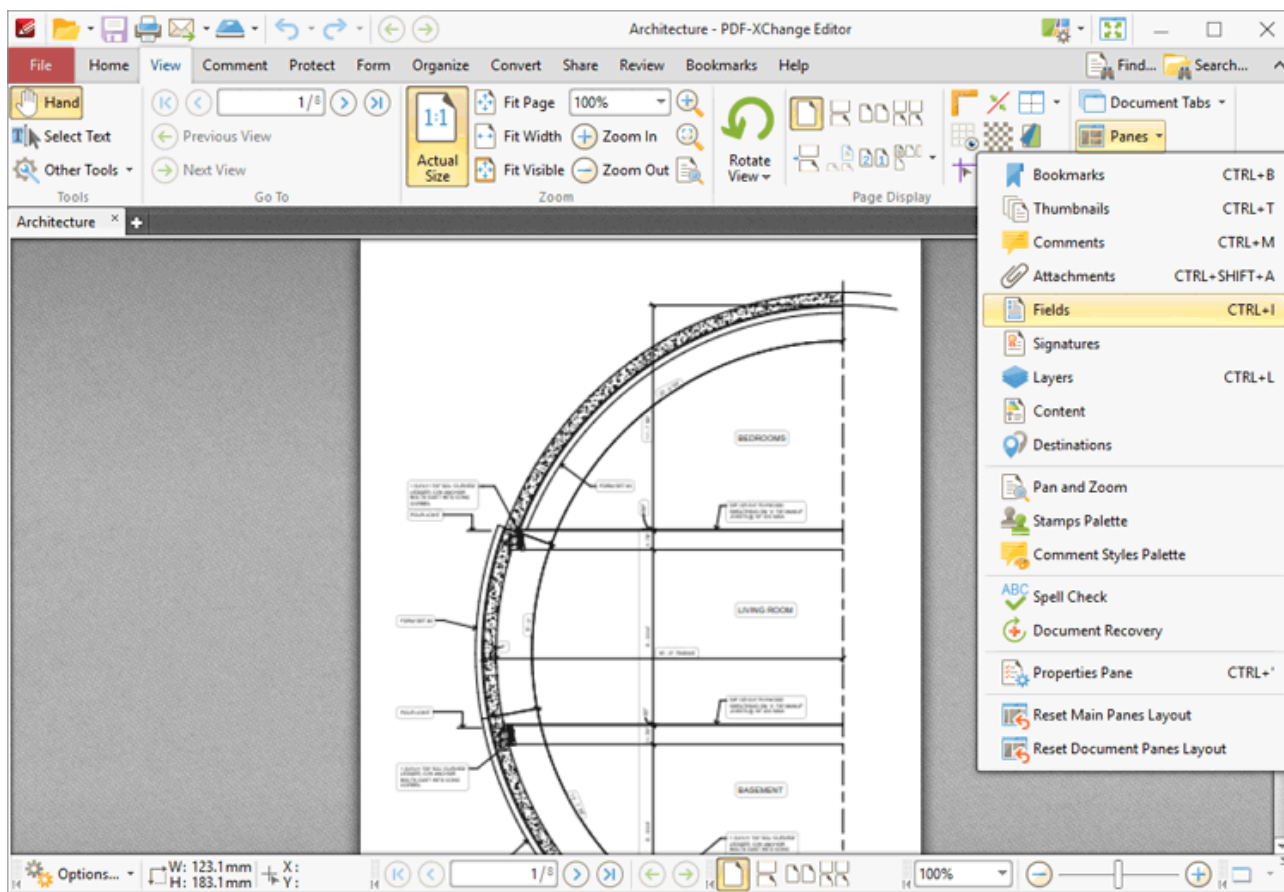 Architecture - PDF-XChange Editor
File Home View Comment Protect Form Organize Convert Share Review Bookmarks Help Find... Search...
Hand 1/8 1:1 Fit Page 100% Document Tabs
Select Text Previous View Fit Width Zoom In Panes
Other Tools Next View Actual Size Fit Visible Zoom Out Rotate View
Tools Go To Zoom Page Display
Architecture
Bookmarks CTRL+B
Thumbnails CTRL+T
Comments CTRL+M
Attachments CTRL+SHIFT+A
Fields CTRL+I
Signatures
Layers CTRL+L
Content
Destinations
Pan and Zoom
Stamps Palette
Comment Styles Palette
ABC Spell Check
Document Recovery
Properties Pane CTRL+'
Reset Main Panes Layout
Reset Document Panes Layout
BEDROOMS
LIVING ROOM
BASEMENT
Options... W: 123.1mm X: 1/8 100%
H: 183.1mm Y: